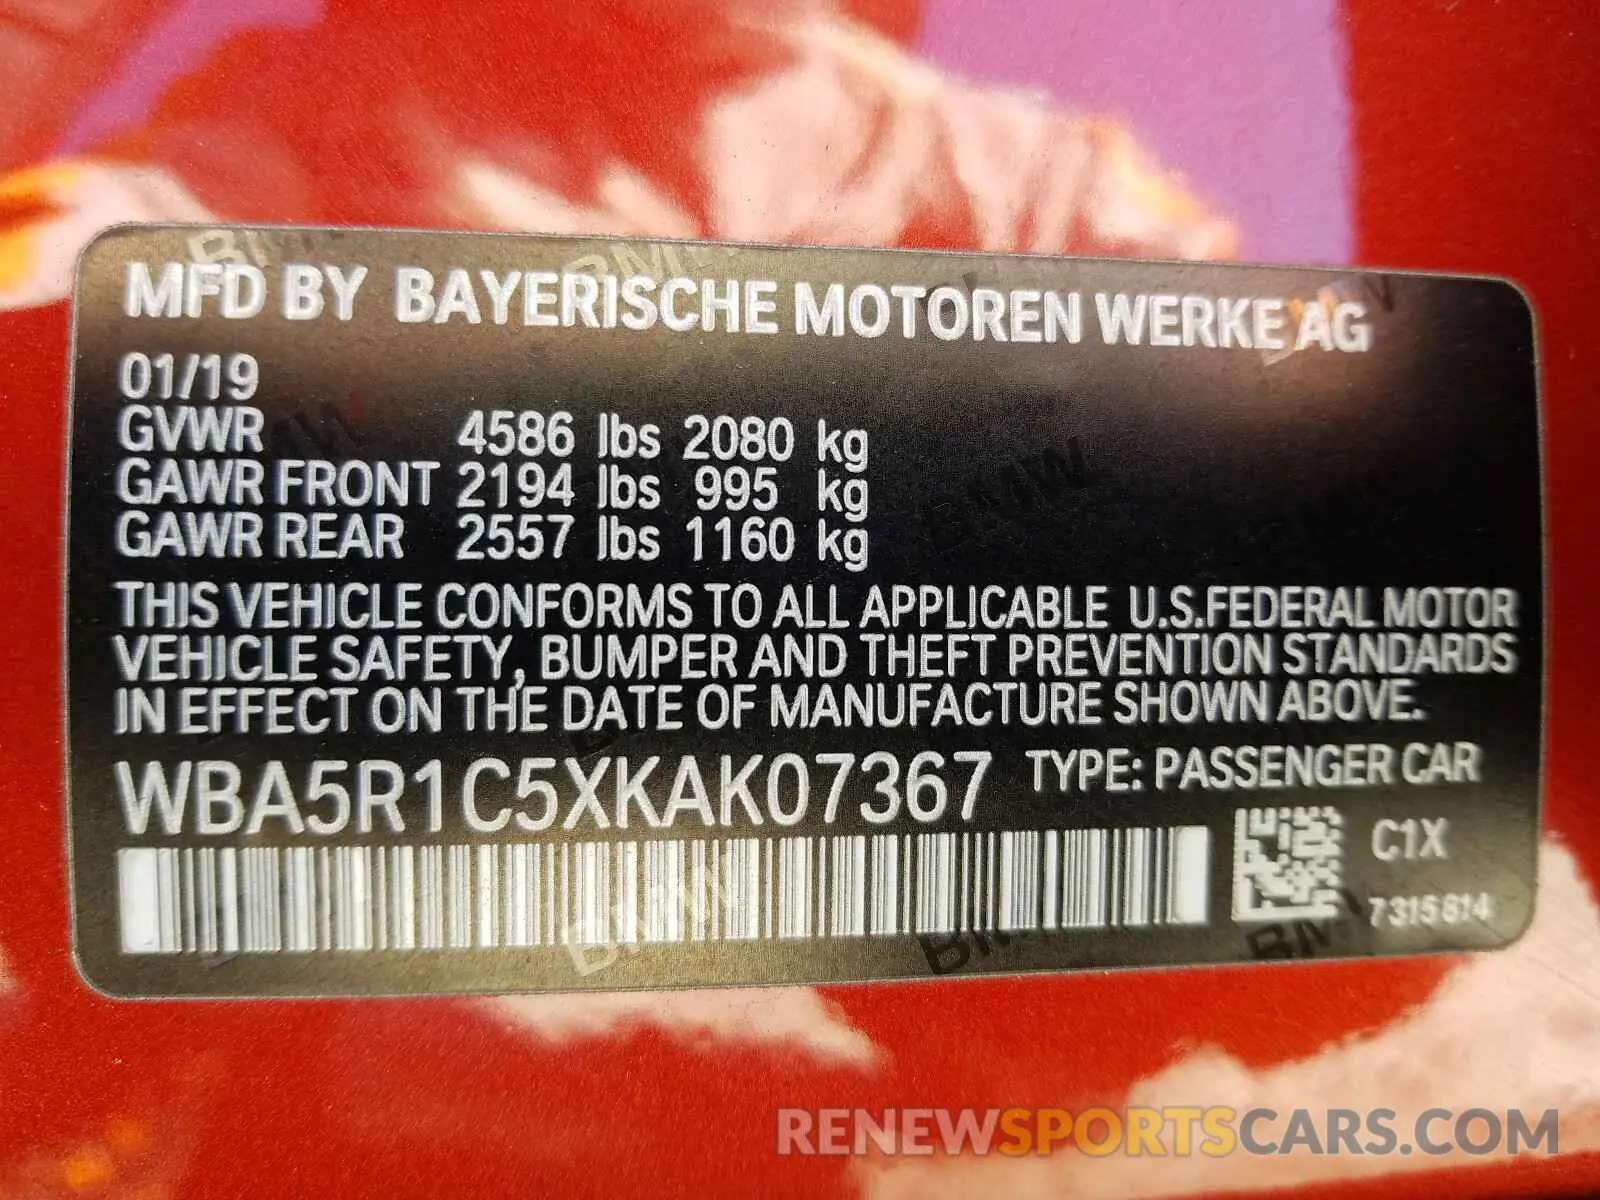 MFD BY BAYERISCHE MOTOREN WERKE AG
01/19
GVWR 4586 lbs 2080 kg
GAWR FRONT 2194 lbs 995 kg
GAWR REAR 2557 lbs 1160 kg
THIS VEHICLE CONFORMS TO ALL APPLICABLE U.S.FEDERAL MOTOR
VEHICLE SAFETY, BUMPER AND THEFT PREVENTION STANDARDS
IN EFFECT ON THE DATE OF MANUFACTURE SHOWN ABOVE.
WBA5R1C5XKAK07367 TYPE: PASSENGER CAR
C1X
7315814
RENEWSPORTSCARS.COM